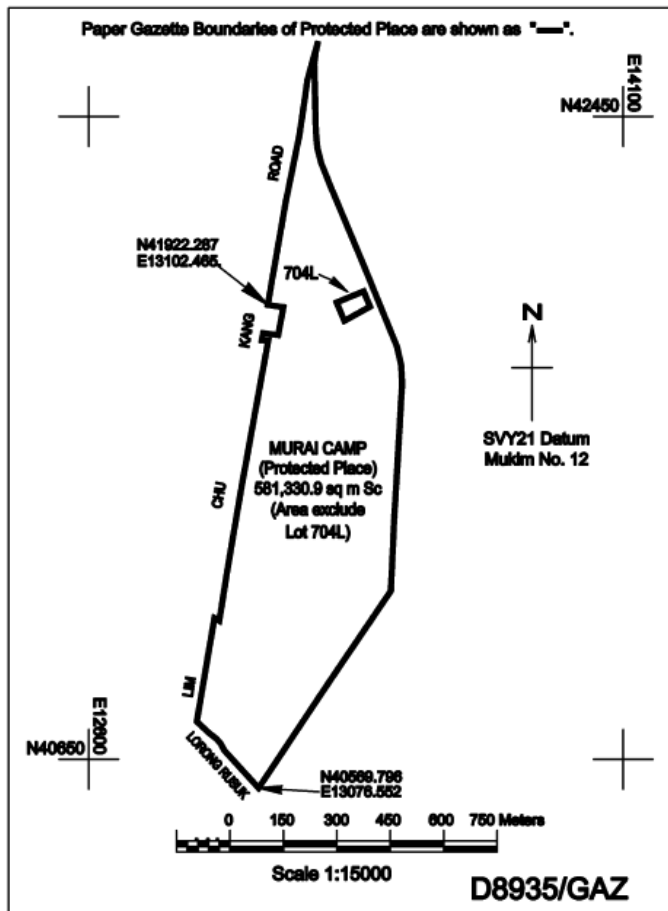 Paper Gazette Boundaries of Protected Place are shown as "━".
E14100
N42450
ROAD
N41922.287
E13102.465.
704L
KANG
N
SVY21 Datum
Mukim No. 12
MURAI CAMP
(Protected Place)
581,330.9 sq m Sc
(Area exclude
Lot 704L)
CHU
LIM
E12600
N40650
LORONG RUSUK
N40569.796
E13076.552
0 150 300 450 600 750 Meters
Scale 1:15000
D8935/GAZ